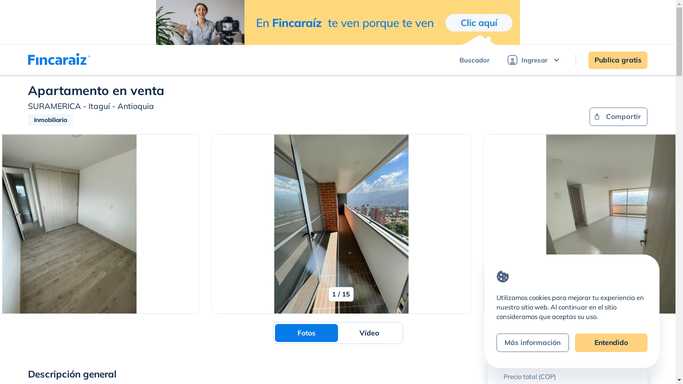 En Fincaraíz te ven porque te ven
Clic aquí
Fincaraíz
Buscador
Ingresar
Publica gratis
Apartamento en venta
SURAMERICA - Itaguí - Antioquia
Inmobiliaria
Compartir
1 / 15
Fotos
Vídeo
Utilizamos cookies para mejorar tu experiencia en
nuestro sitio web. Al continuar en el sitio
consideramos que aceptas su uso.
Más información
Entendido
Descripción general
Precio total (COP)